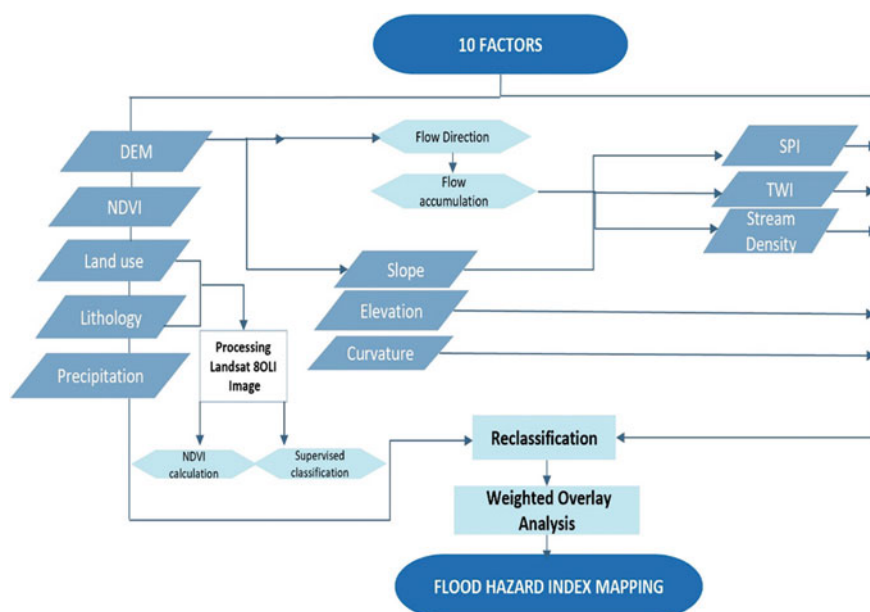 10 FACTORS
DEM
Flow Direction
SPI
NDVI
Flow
accumulation
TWI
Stream
Density
Land use
Slope
Lithology
Elevation
Processing
Landsat 8OLI
Image
Curvature
Precipitation
NDVI
calculation
Supervised
classification
Reclassification
Weighted Overlay
Analysis
FLOOD HAZARD INDEX MAPPING